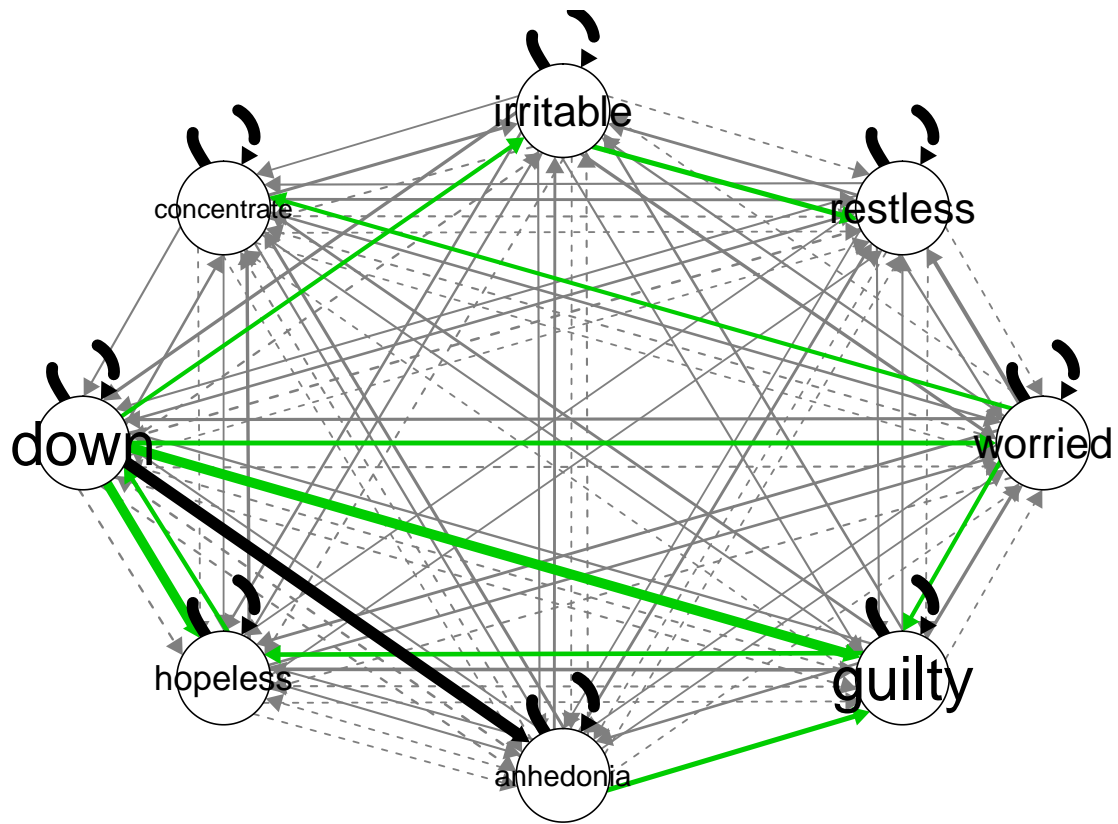 irritable
concentrate
restless
down
worried
hopeless
guilty
anhedonia